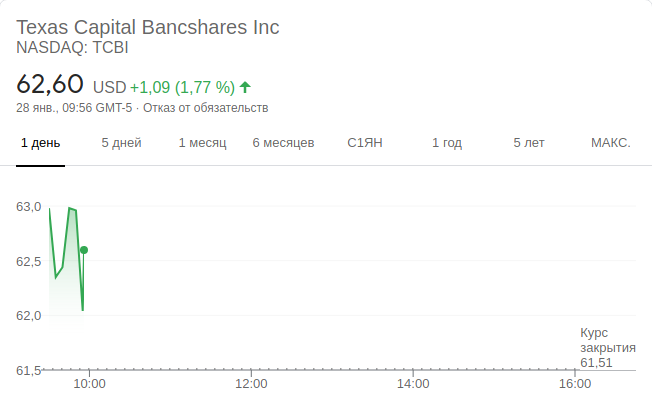 Texas Capital Bancshares Inc
NASDAQ: TCBI
62,60 USD +1,09 (1,77 %)
28 янв., 09:56 GMT-5 · Отказ от обязательств
1 день 5 дней 1 месяц 6 месяцев С1ЯН 1 год 5 лет МАКС.
63,0
62,5
62,0
Курс
закрытия
61,51
61,5
10:00 12:00 14:00 16:00